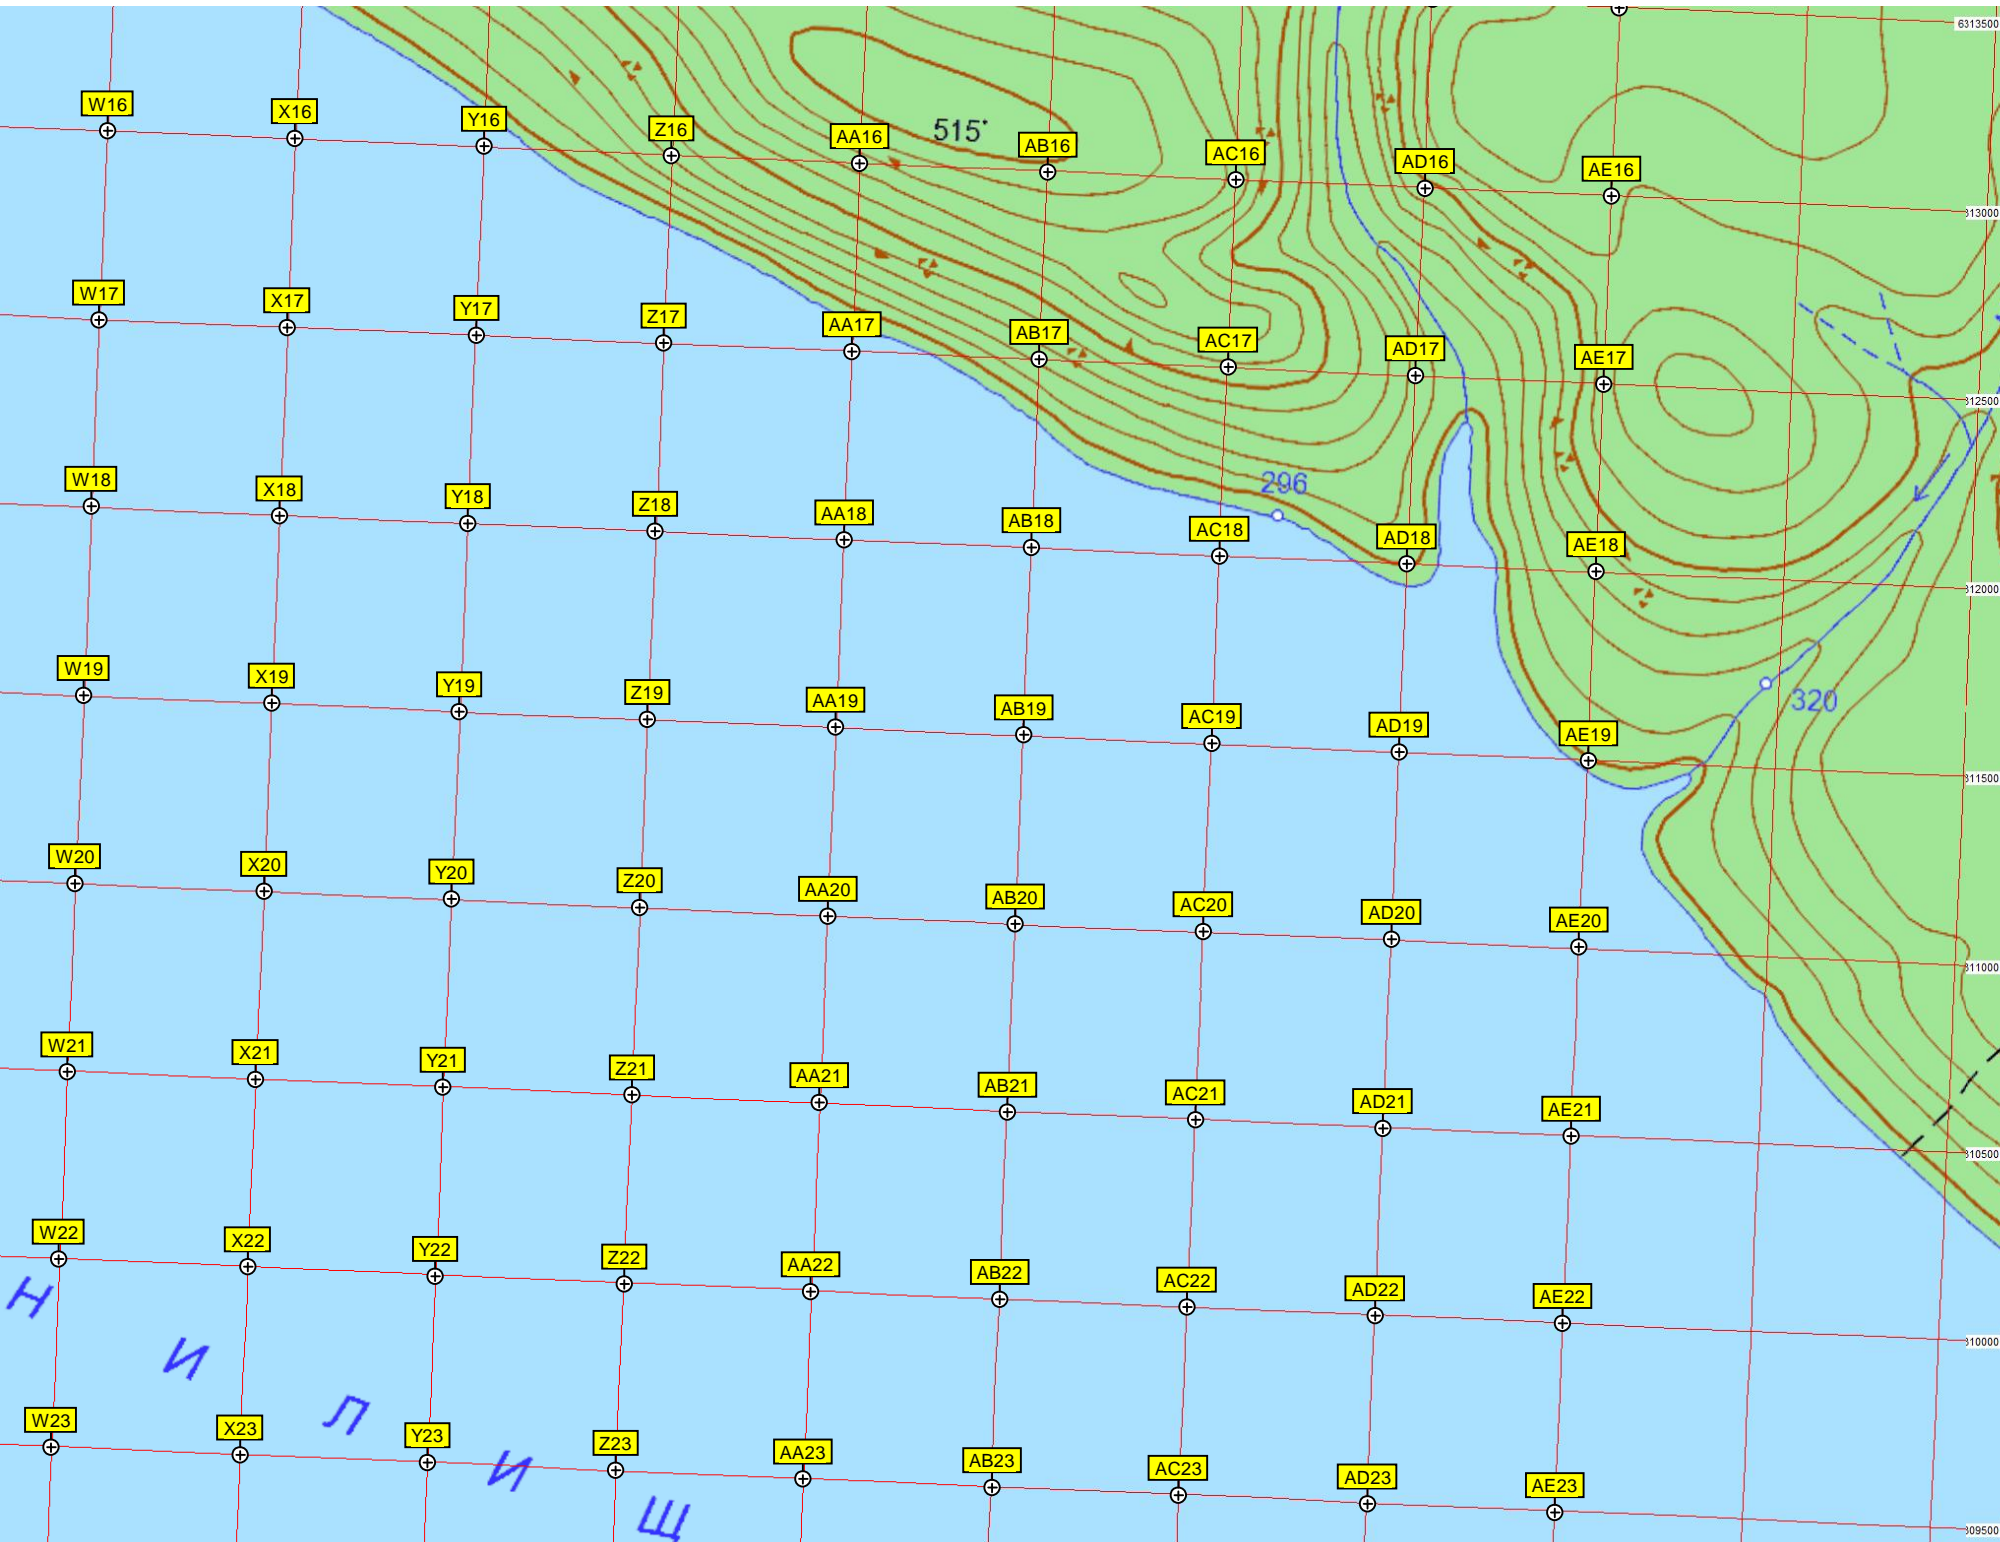 6313500
W16 X16 Y16 Z16 AA16 515 AB16 AC16 AD16 AE16
313000
W17 X17 Y17 Z17 AA17 AB17 AC17 AD17 AE17
312500
W18 X18 Y18 Z18 AA18 AB18 AC18 296 AD18 AE18
312000
W19 X19 Y19 Z19 AA19 AB19 AC19 AD19 AE19 320
311500
W20 X20 Y20 Z20 AA20 AB20 AC20 AD20 AE20
311000
W21 X21 Y21 Z21 AA21 AB21 AC21 AD21 AE21
310500
W22 X22 Y22 Z22 AA22 AB22 AC22 AD22 AE22
310000
Н И Л И Щ
W23 X23 Y23 Z23 AA23 AB23 AC23 AD23 AE23
309500